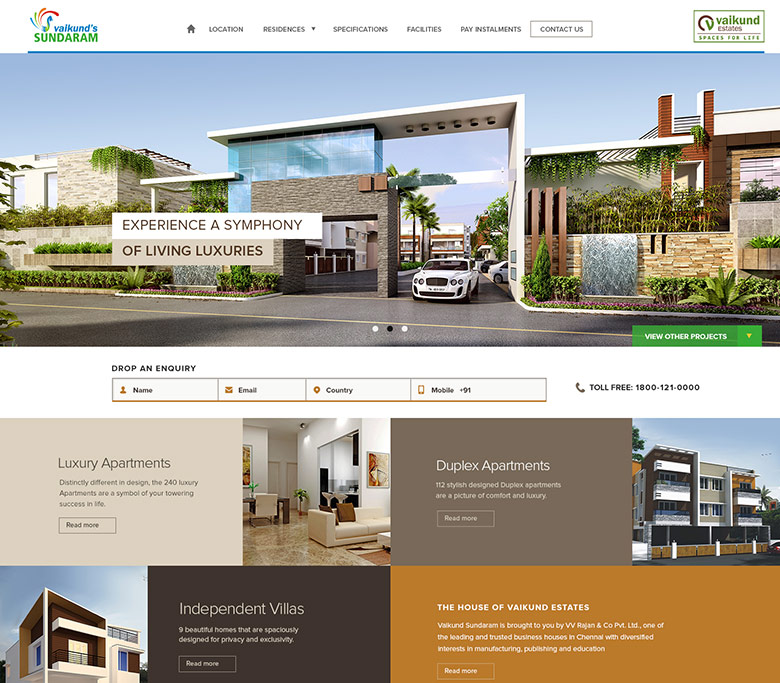 vaikund's
SUNDARAM
LOCATION
RESIDENCES
SPECIFICATIONS
FACILITIES
PAY INSTALMENTS
CONTACT US
vaikund
Estates
SPACES FOR LIFE
EXPERIENCE A SYMPHONY
OF LIVING LUXURIES
VIEW OTHER PROJECTS
DROP AN ENQUIRY
Name
Email
Country
Mobile +91
TOLL FREE: 1800-121-0000
Luxury Apartments
Distinctly different in design, the 240 luxury
Apartments are a symbol of your towering
success in life.
Read more
Duplex Apartments
112 stylish designed Duplex apartments
are a picture of comfort and luxury.
Read more
Independent Villas
9 beautiful homes that are spaciously
designed for privacy and exclusivity.
Read more
THE HOUSE OF VAIKUND ESTATES
Vaikund Sundaram is brought to you by VV Rajan & Co Pvt. Ltd., one of
the leading and trusted business houses in Chennai with diversified
interests in manufacturing, publishing and education
Read more